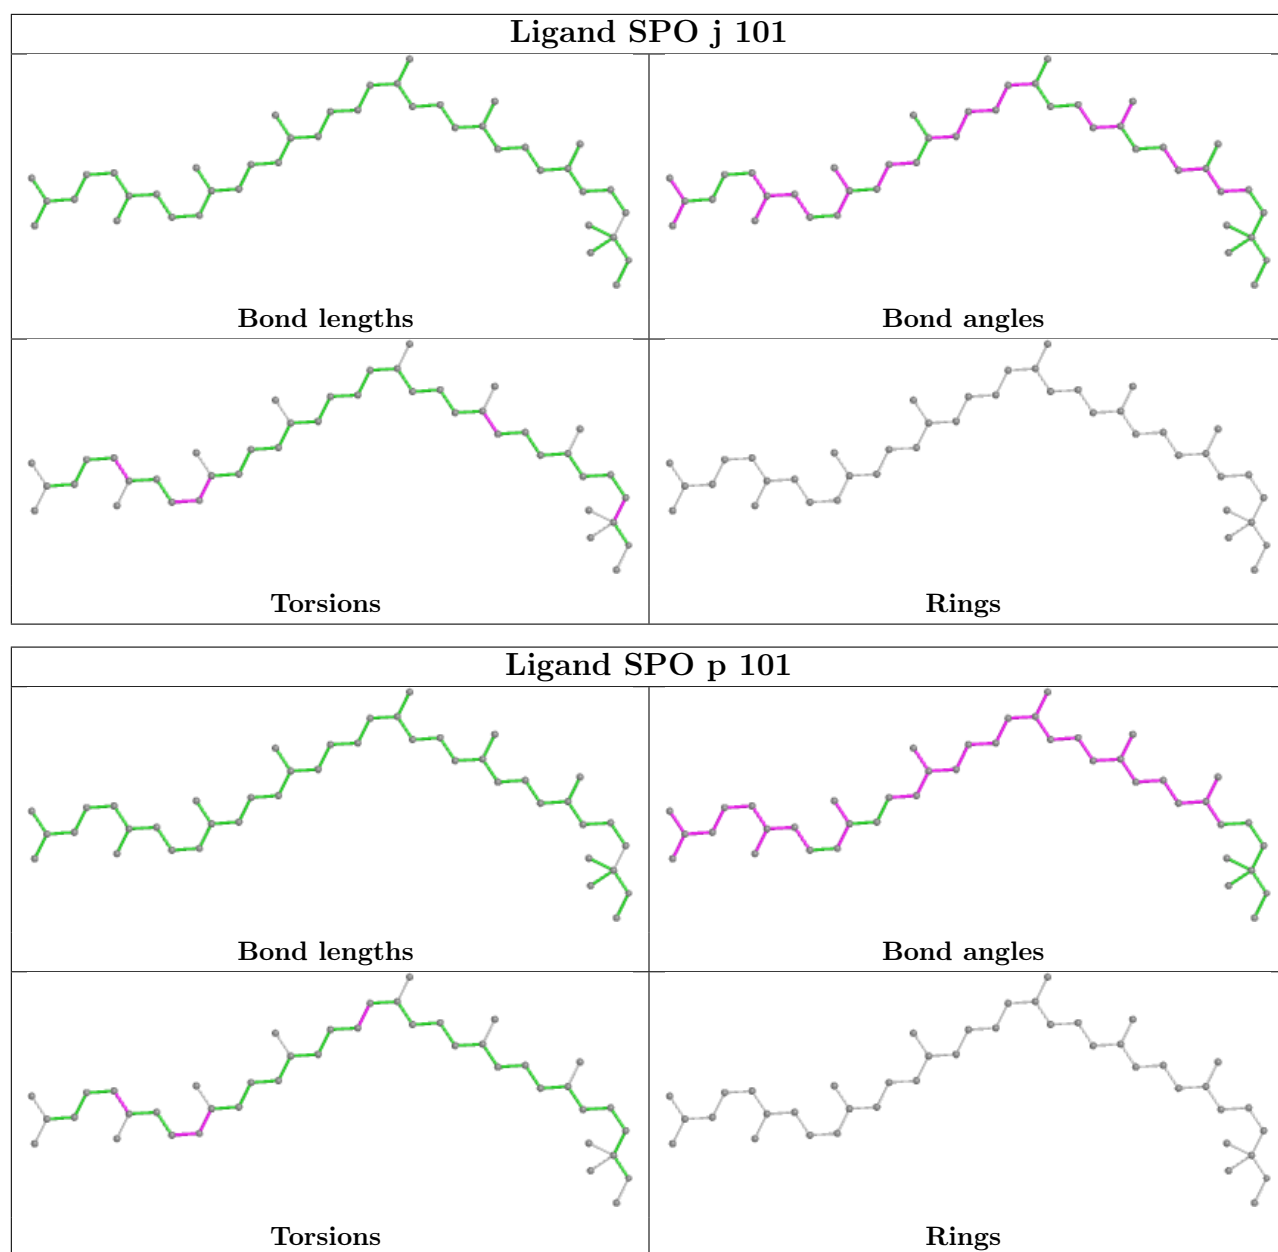 Ligand SPO j 101
Bond lengths
Bond angles
Torsions
Rings
Ligand SPO p 101
Bond lengths
Bond angles
Torsions
Rings